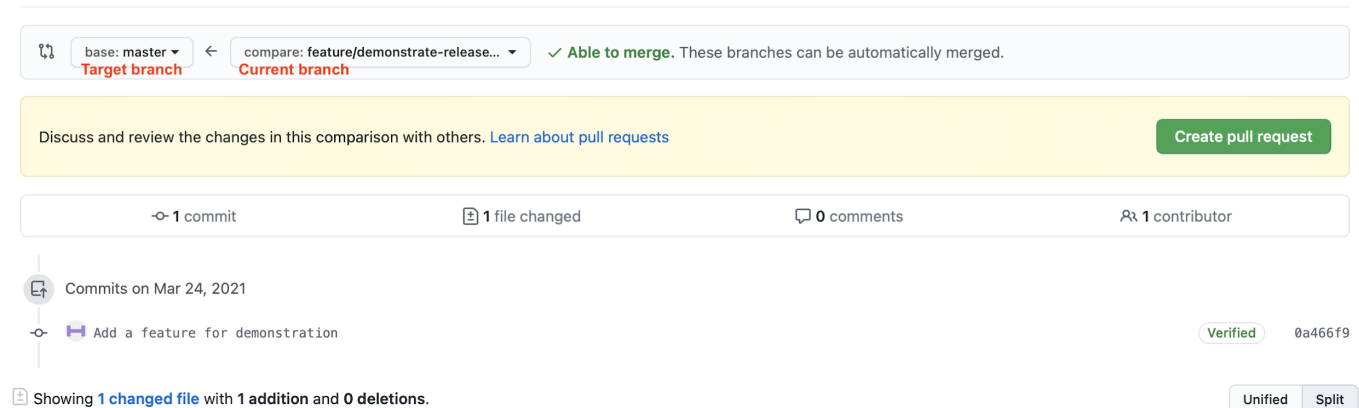 base: master compare: feature/demonstrate-release... Able to merge. These branches can be automatically merged.
Target branch Current branch
Discuss and review the changes in this comparison with others. Learn about pull requests Create pull request
1 commit 1 file changed 0 comments 1 contributor
Commits on Mar 24, 2021
Add a feature for demonstration Verified 0a466f9
Showing 1 changed file with 1 addition and 0 deletions. Unified Split